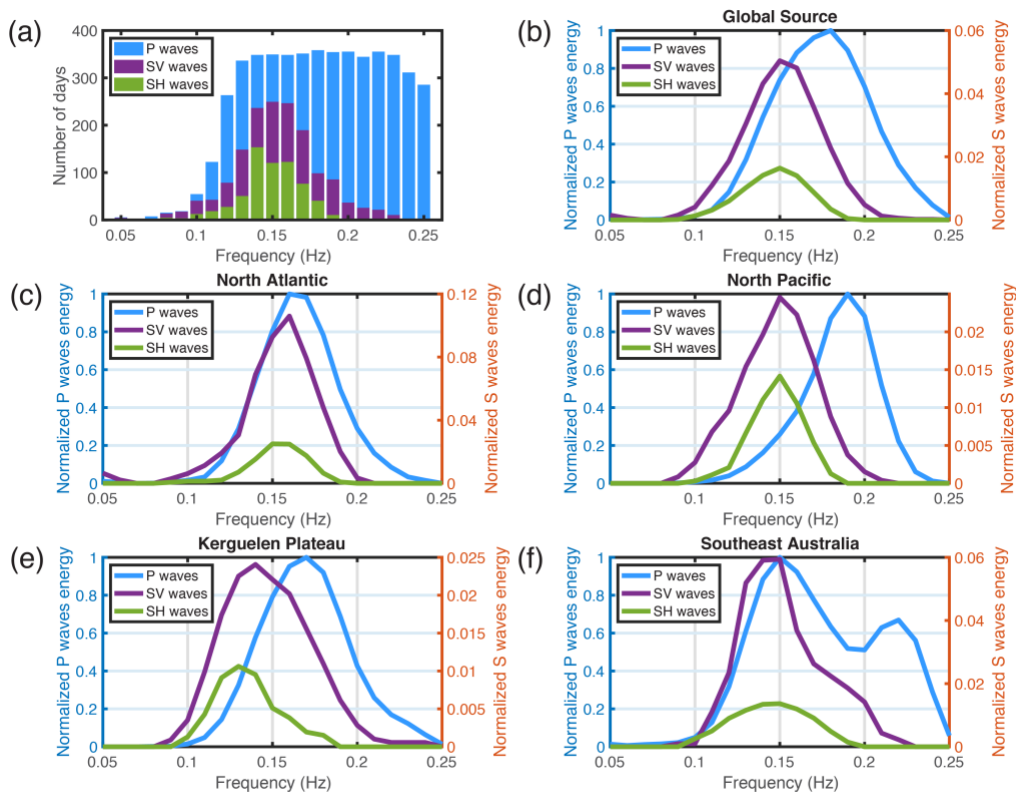 (a)
400
300
200
100
0
Number of days
P waves
SV waves
SH waves
0.05 0.1 0.15 0.2 0.25
Frequency (Hz)
(b)
Global Source
1
0.8
0.6
0.4
0.2
0
Normalized P waves energy
P waves
SV waves
SH waves
0.06
0.04
0.02
0
Normalized S waves energy
0.05 0.1 0.15 0.2 0.25
Frequency (Hz)
(c)
North Atlantic
1
0.8
0.6
0.4
0.2
0
Normalized P waves energy
P waves
SV waves
SH waves
0.12
0.08
0.04
0
Normalized S waves energy
0.05 0.1 0.15 0.2 0.25
Frequency (Hz)
(d)
North Pacific
1
0.8
0.6
0.4
0.2
0
Normalized P waves energy
P waves
SV waves
SH waves
0.02
0.015
0.01
0.005
0
Normalized S waves energy
0.05 0.1 0.15 0.2 0.25
Frequency (Hz)
(e)
Kerguelen Plateau
1
0.8
0.6
0.4
0.2
0
Normalized P waves energy
P waves
SV waves
SH waves
0.025
0.02
0.015
0.01
0.005
0
Normalized S waves energy
0.05 0.1 0.15 0.2 0.25
Frequency (Hz)
(f)
Southeast Australia
1
0.8
0.6
0.4
0.2
0
Normalized P waves energy
P waves
SV waves
SH waves
0.06
0.04
0.02
0
Normalized S waves energy
0.05 0.1 0.15 0.2 0.25
Frequency (Hz)